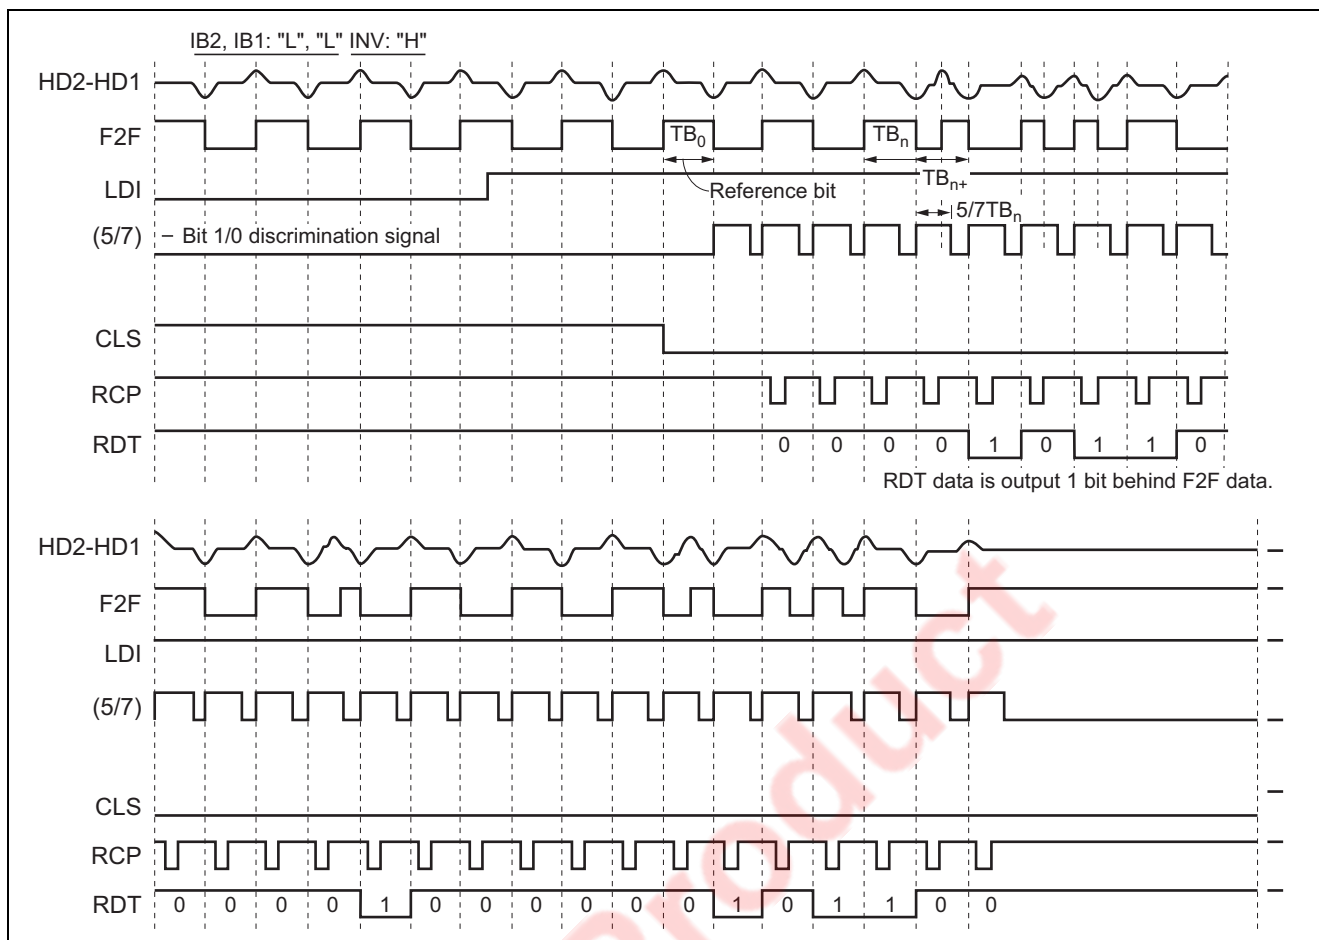 IB2, IB1: "L", "L" INV: "H"
HD2-HD1
F2F
TB0
TBn
LDI
Reference bit
TBn+
5/7TBn
(5/7)
– Bit 1/0 discrimination signal
CLS
RCP
RDT
0 0 0 0 1 0 1 1 0
RDT data is output 1 bit behind F2F data.
HD2-HD1
F2F
LDI
(5/7)
CLS
RCP
RDT
0 0 0 0 1 0 0 0 0 0 0 1 0 1 1 0 0
Product